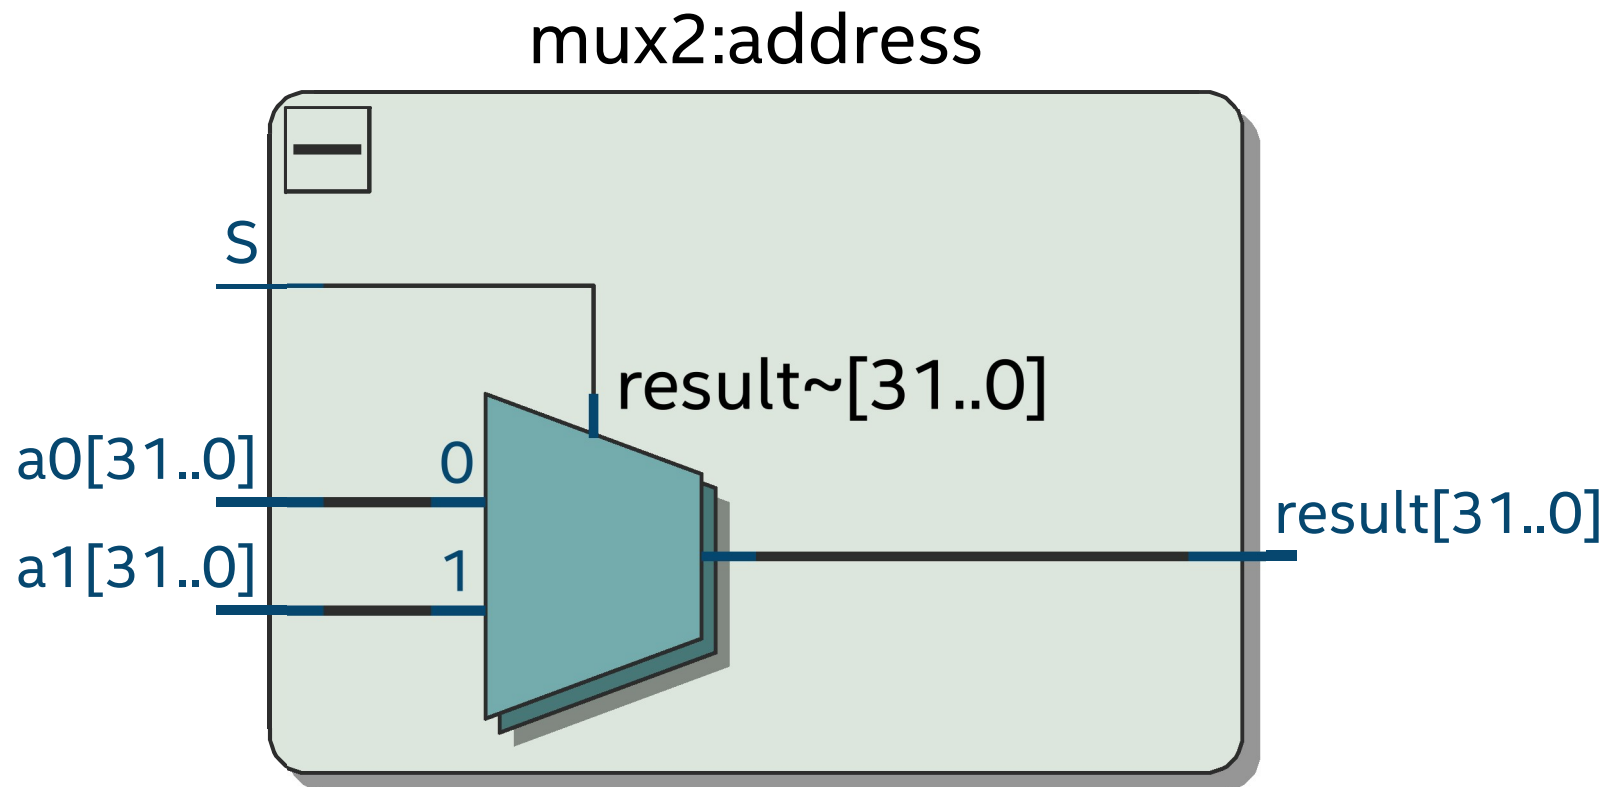 mux2:address
S
result~[31..0]
a0[31..0]
0
result[31..0]
a1[31..0]
1